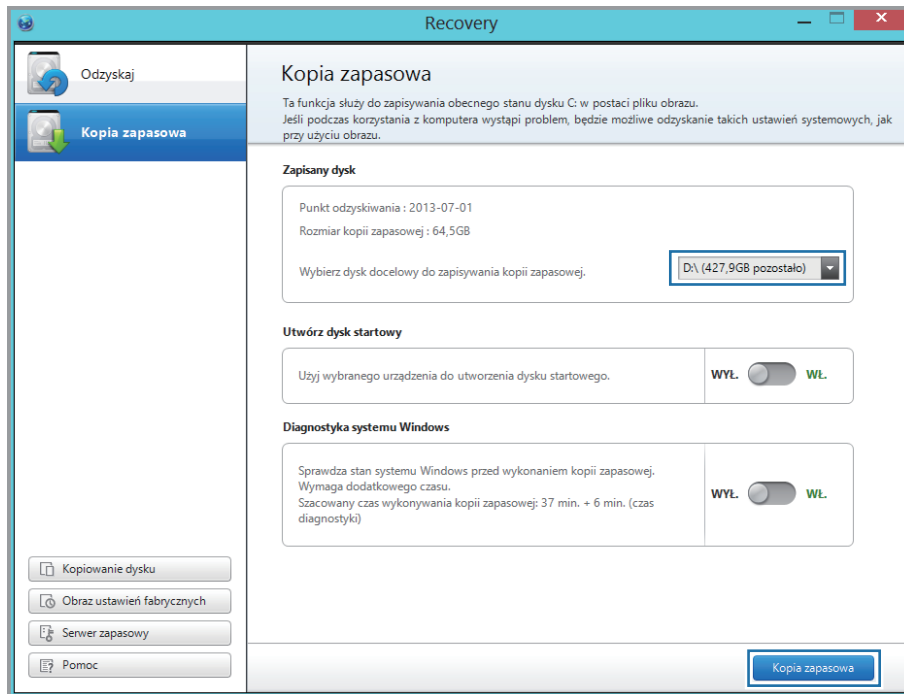 Recovery
Odzyskaj
Kopia zapasowa
Kopia zapasowa
Ta funkcja służy do zapisywania obecnego stanu dysku C: w postaci pliku obrazu.
Jeśli podczas korzystania z komputera wystąpi problem, będzie możliwe odzyskanie takich ustawień systemowych, jak
przy użyciu obrazu.
Zapisany dysk
Punkt odzyskiwania : 2013-07-01
Rozmiar kopii zapasowej : 64,5GB
Wybierz dysk docelowy do zapisywania kopii zapasowej.
D:\ (427,9GB pozostało)
Utwórz dysk startowy
Użyj wybranego urządzenia do utworzenia dysku startowego.
WYŁ. WŁ.
Diagnostyka systemu Windows
Sprawdza stan systemu Windows przed wykonaniem kopii zapasowej.
Wymaga dodatkowego czasu.
Szacowany czas wykonywania kopii zapasowej: 37 min. + 6 min. (czas
diagnostyki)
WYŁ. WŁ.
Kopiowanie dysku
Obraz ustawień fabrycznych
Serwer zapasowy
Pomoc
Kopia zapasowa